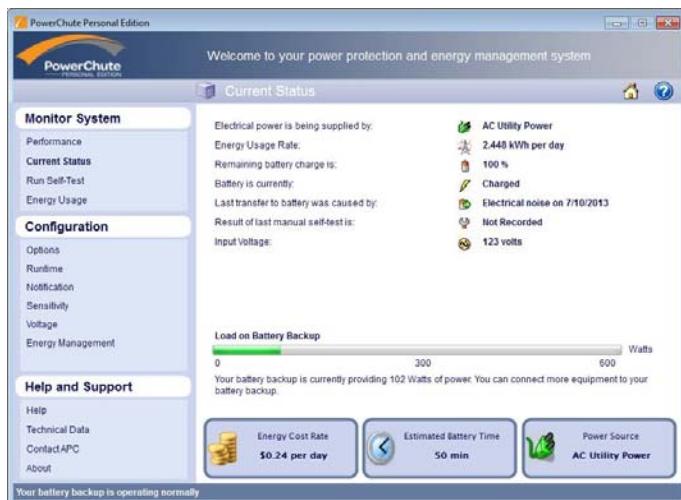 PowerChute Personal Edition
PowerChute
PERSONAL EDITION
Welcome to your power protection and energy management system
Current Status
Monitor System
Performance
Current Status
Run Self-Test
Energy Usage
Configuration
Options
Runtime
Notification
Sensitivity
Voltage
Energy Management
Help and Support
Help
Technical Data
Contact APC
About
Electrical power is being supplied by: AC Utility Power
Energy Usage Rate: 2.448 kWh per day
Remaining battery charge is: 100 %
Battery is currently: Charged
Last transfer to battery was caused by: Electrical noise on 7/10/2013
Result of last manual self-test is: Not Recorded
Input Voltage: 123 volts
Load on Battery Backup
Watts
0 300 600
Your battery backup is currently providing 102 Watts of power. You can connect more equipment to your
battery backup.
Energy Cost Rate
$0.24 per day
Estimated Battery Time
50 min
Power Source
AC Utility Power
Your battery backup is operating normally